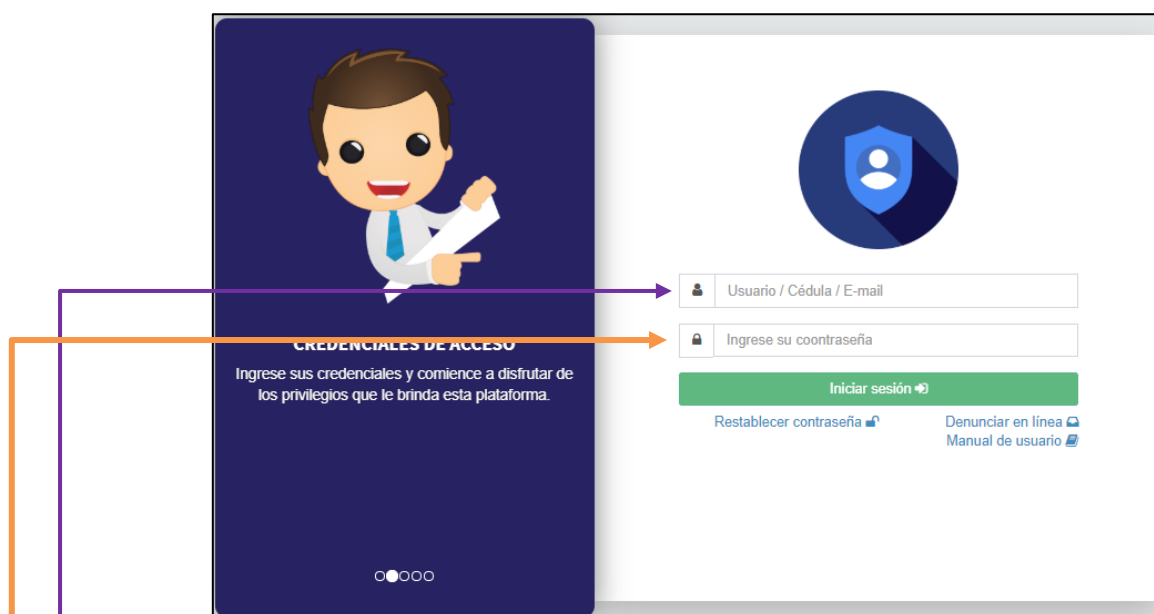 CREDENCIALES DE ACCESO
Ingrese sus credenciales y comience a disfrutar de
los privilegios que le brinda esta plataforma.
Usuario / Cédula / E-mail
Ingrese su coontraseña
Iniciar sesión
Restablecer contraseña
Denunciar en línea
Manual de usuario